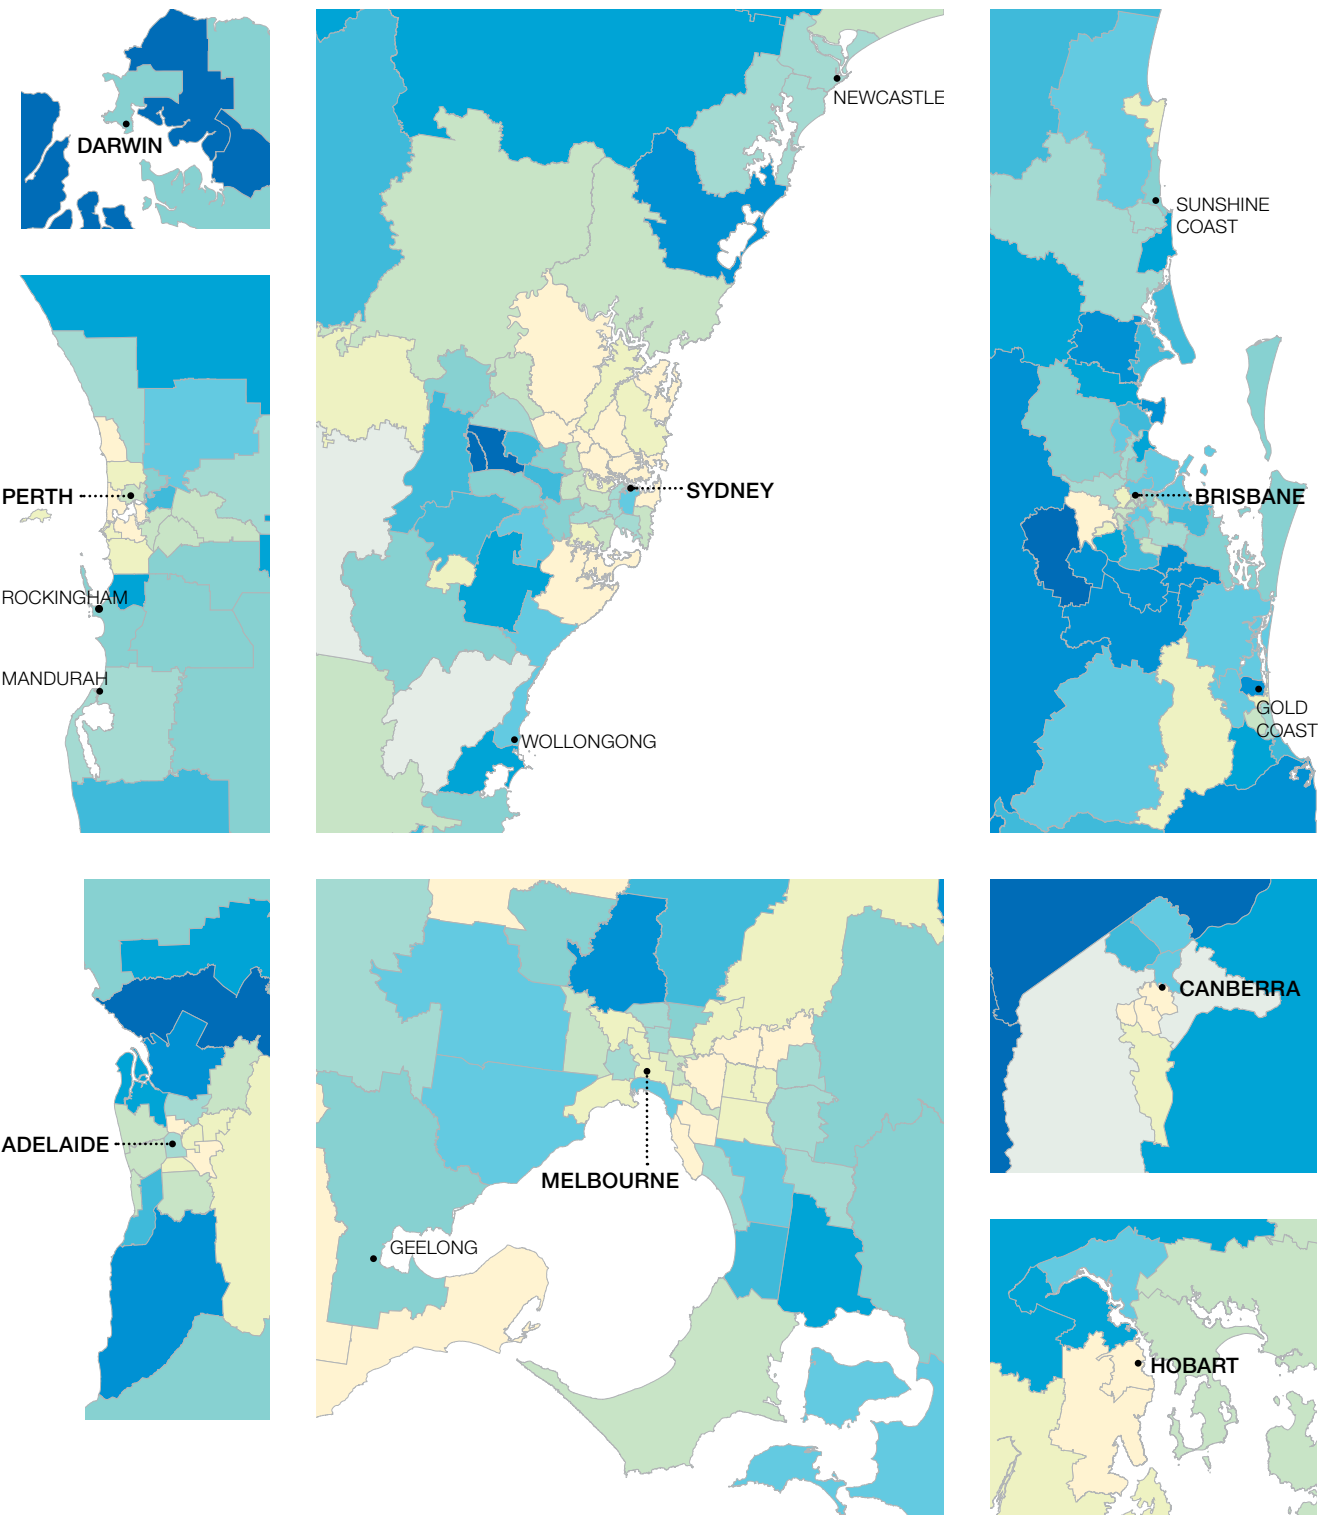 DARWIN
NEWCASTLE
SUNSHINE
COAST
PERTH
SYDNEY
BRISBANE
ROCKINGHAM
MANDURAH
WOLLONGONG
GOLD
COAST
ADELAIDE
MELBOURNE
GEELONG
CANBERRA
HOBART